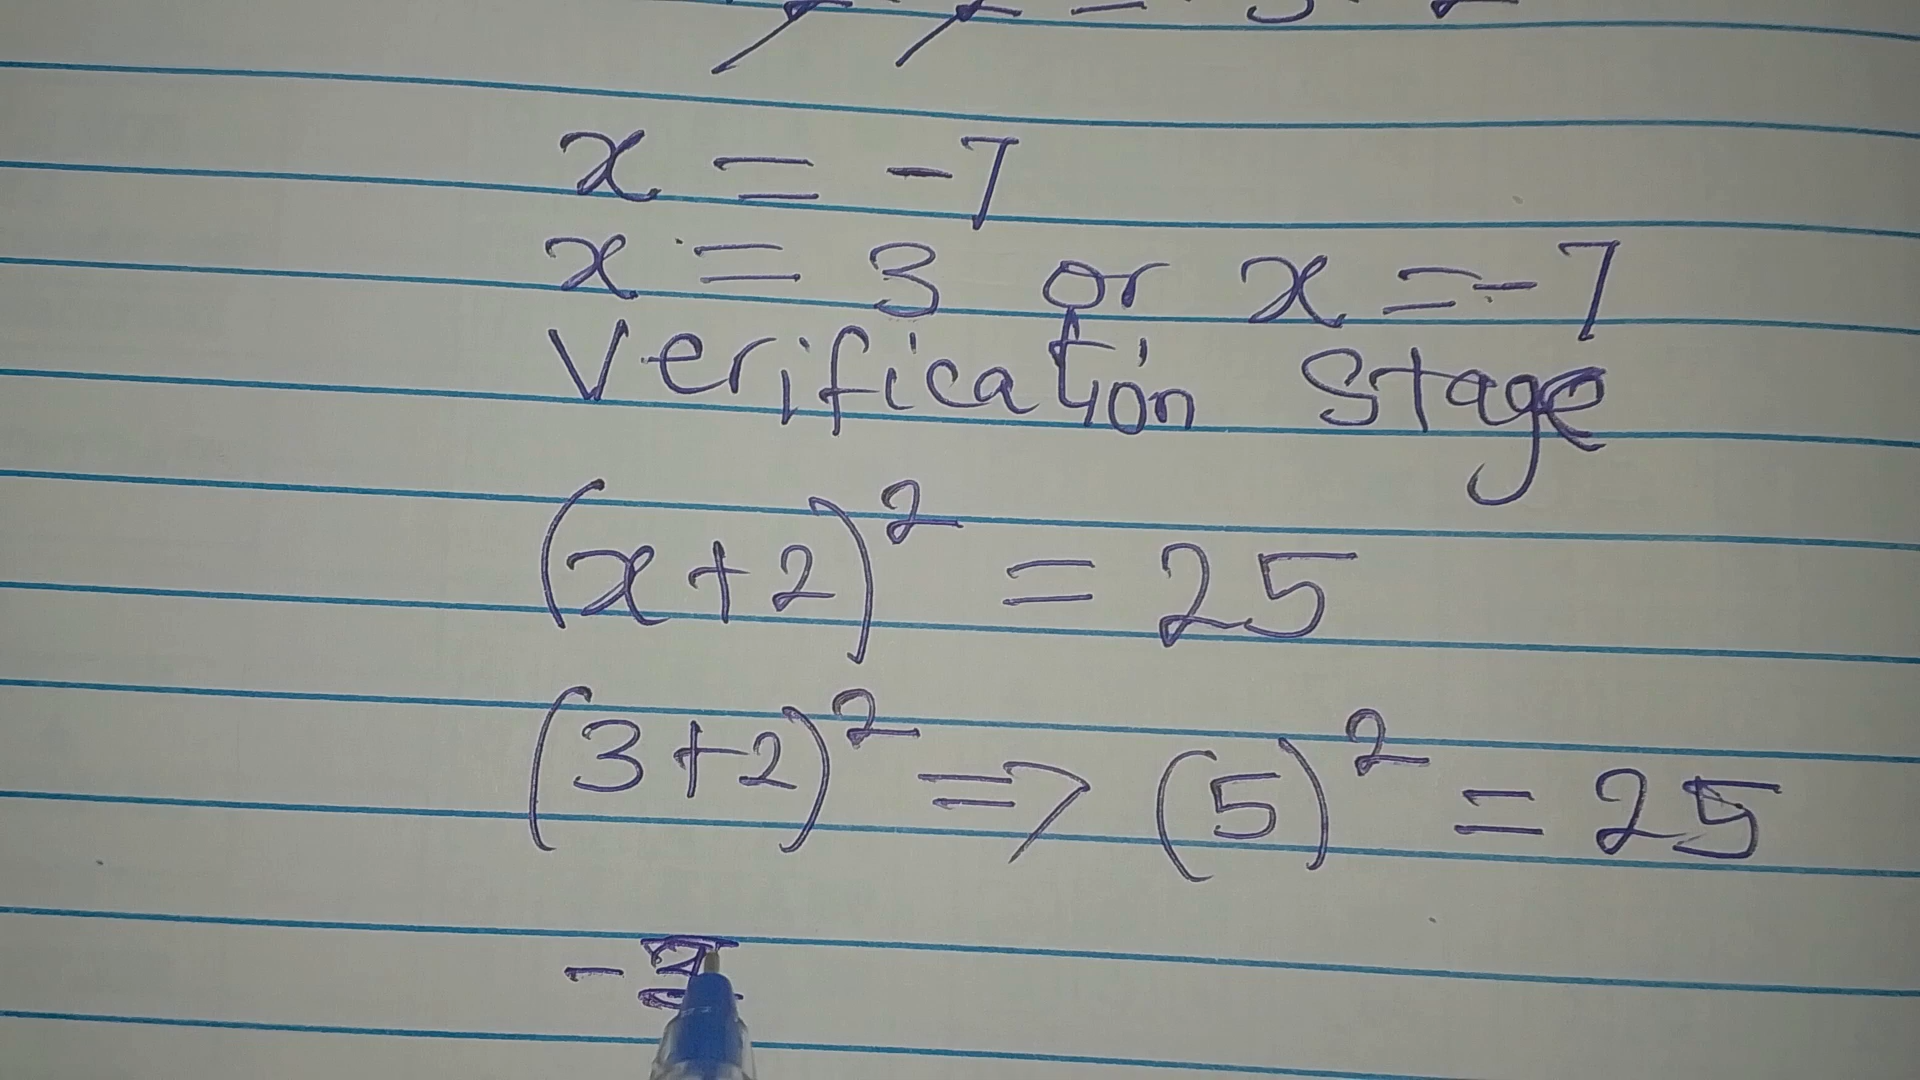 x = -7
x = 3 or x = -7
Verification Stage
(x+2)² = 25
(3+2)² => (5)² = 25
-